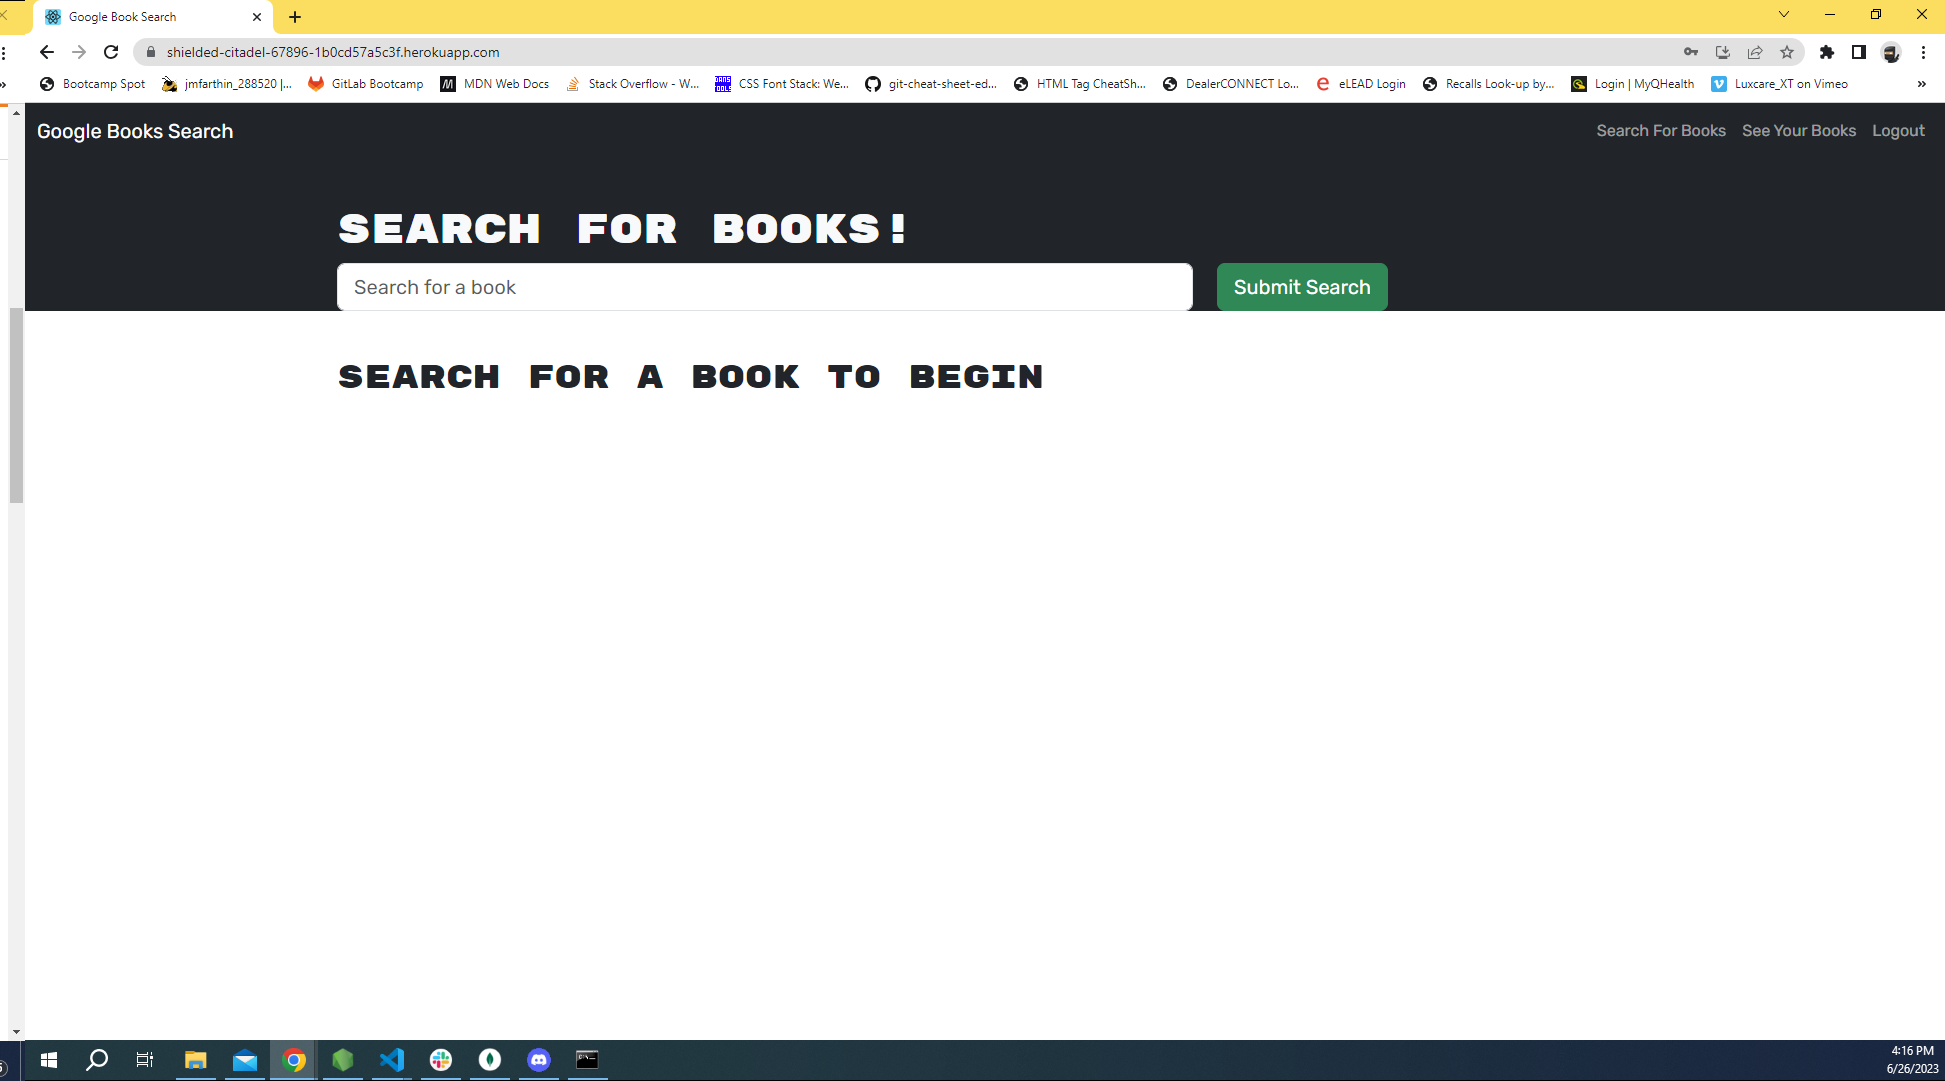 Google Book Search
shielded-citadel-67896-1b0cd57a5c3f.herokuapp.com
Bootcamp Spot jmfarthin_288520 |... GitLab Bootcamp MDN Web Docs Stack Overflow - W... CSS Font Stack: We... git-cheat-sheet-ed... HTML Tag CheatSh... DealerCONNECT Lo... eLEAD Login Recalls Look-up by... Login | MyQHealth Luxcare_XT on Vimeo »
Google Books Search Search For Books See Your Books Logout
SEARCH FOR BOOKS!
Search for a book Submit Search
SEARCH FOR A BOOK TO BEGIN
4:16 PM
6/26/2023